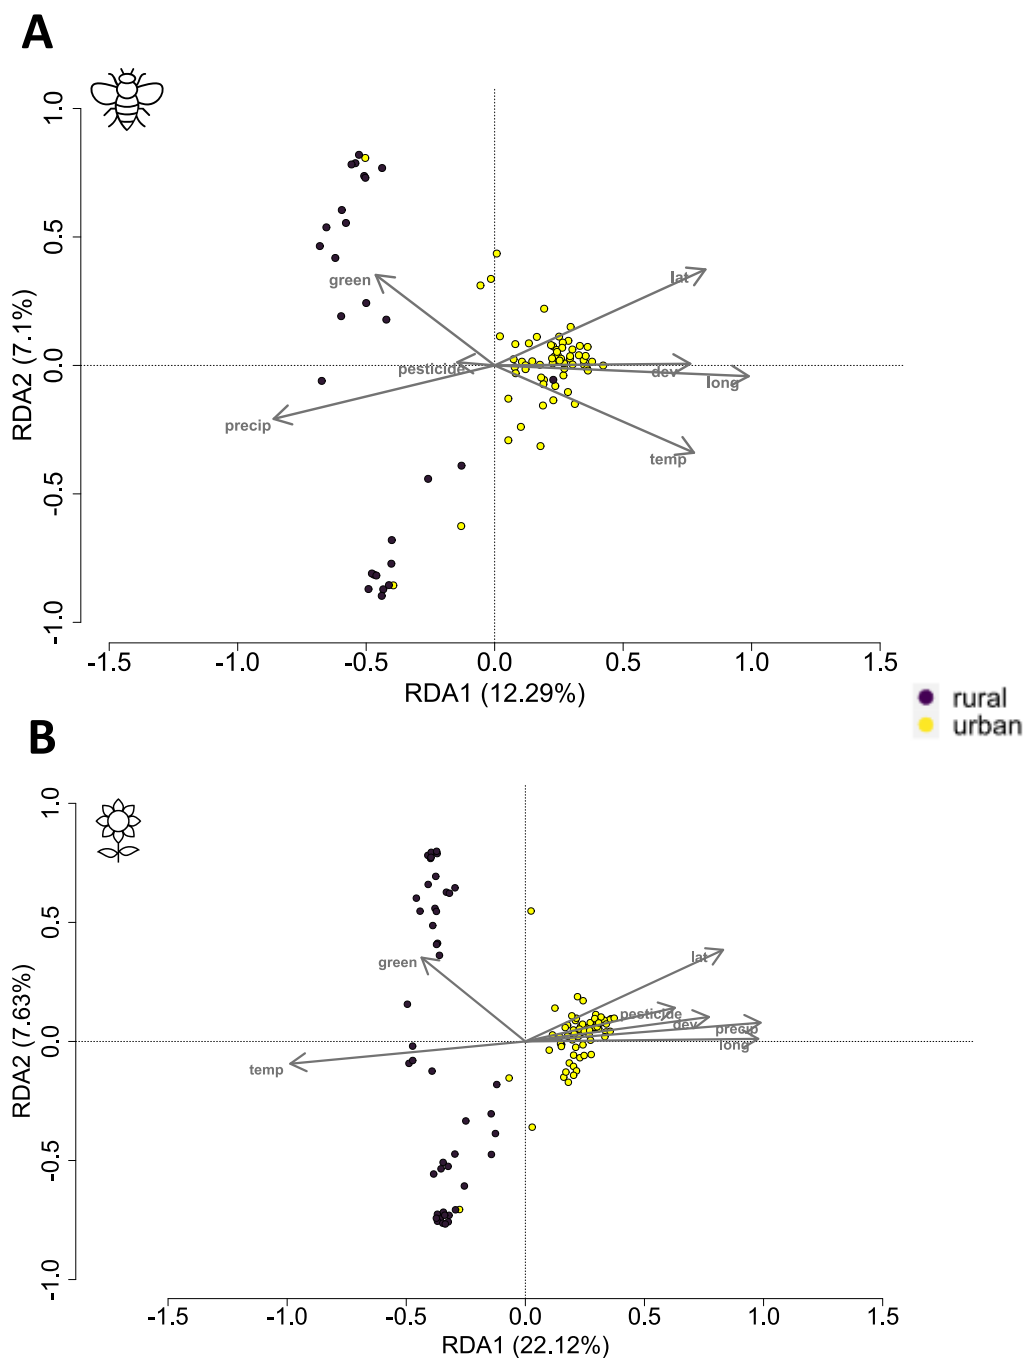 A
1.0
0.5
0.0
-0.5
-1.0
RDA2 (7.1%)
green
lat
pesticide
dev
long
precip
temp
-1.5 -1.0 -0.5 0.0 0.5 1.0 1.5
RDA1 (12.29%)
rural
urban
B
1.0
0.5
0.0
-0.5
-1.0
RDA2 (7.63%)
green
lat
pesticide
dev
precip
long
temp
-1.5 -1.0 -0.5 0.0 0.5 1.0 1.5
RDA1 (22.12%)